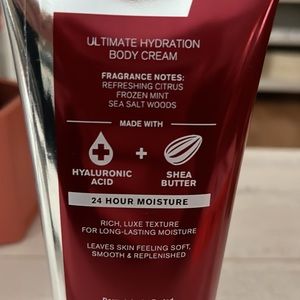 ULTIMATE HYDRATION
BODY CREAM
FRAGRANCE NOTES:
REFRESHING CITRUS
FROZEN MINT
SEA SALT WOODS
MADE WITH
+
HYALURONIC
ACID
SHEA
BUTTER
24 HOUR MOISTURE
RICH, LUXE TEXTURE
FOR LONG-LASTING MOISTURE
LEAVES SKIN FEELING SOFT,
SMOOTH & REPLENISHED